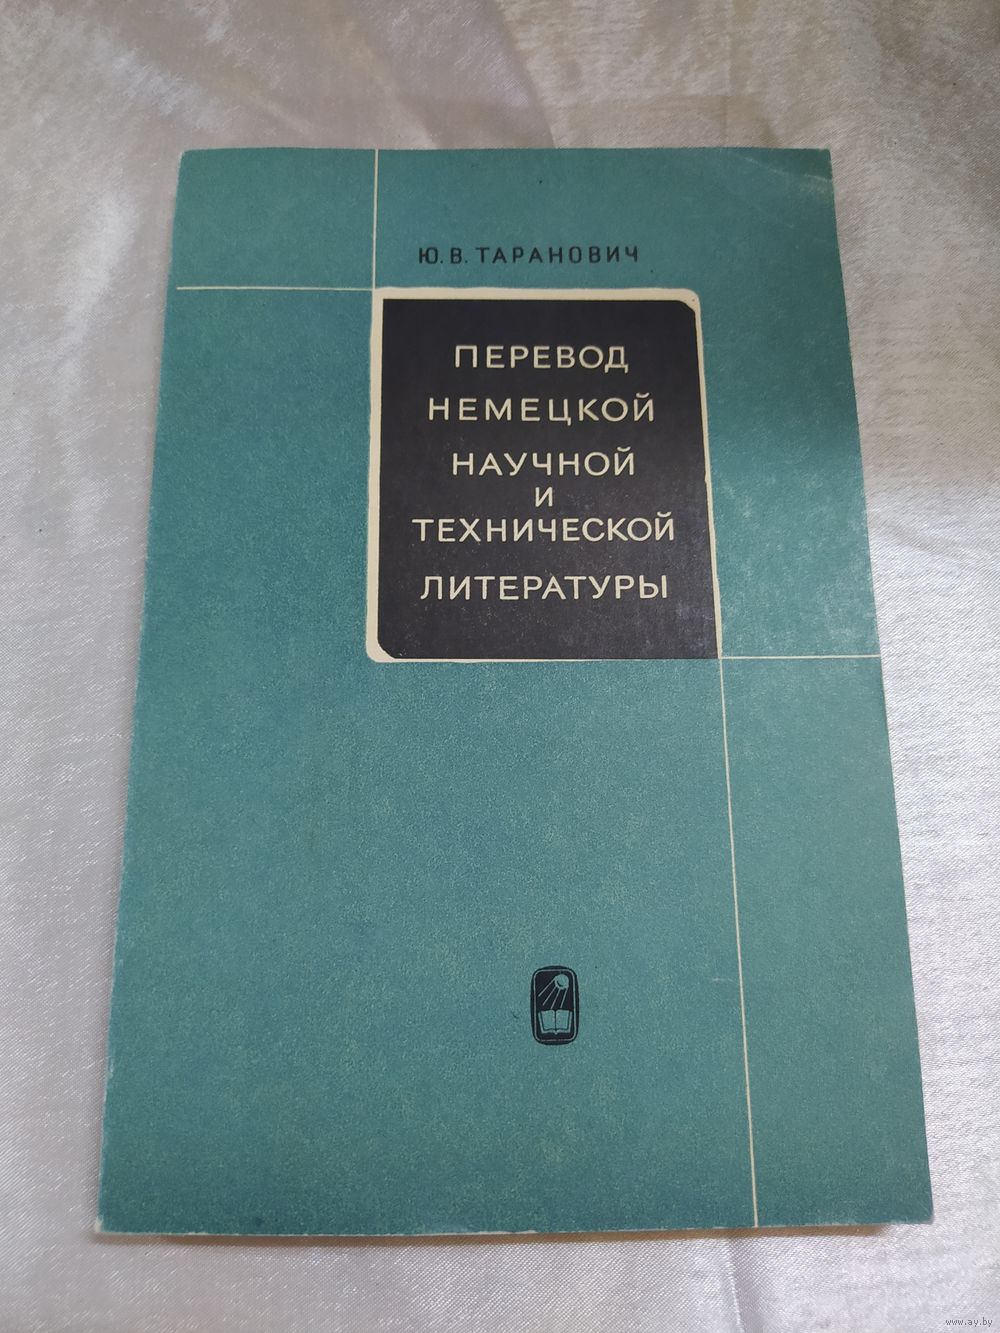 Ю. В. ТАРАНОВИЧ
ПЕРЕВОД
НЕМЕЦКОЙ
НАУЧНОЙ
И
ТЕХНИЧЕСКОЙ
ЛИТЕРАТУРЫ
www.ay.by